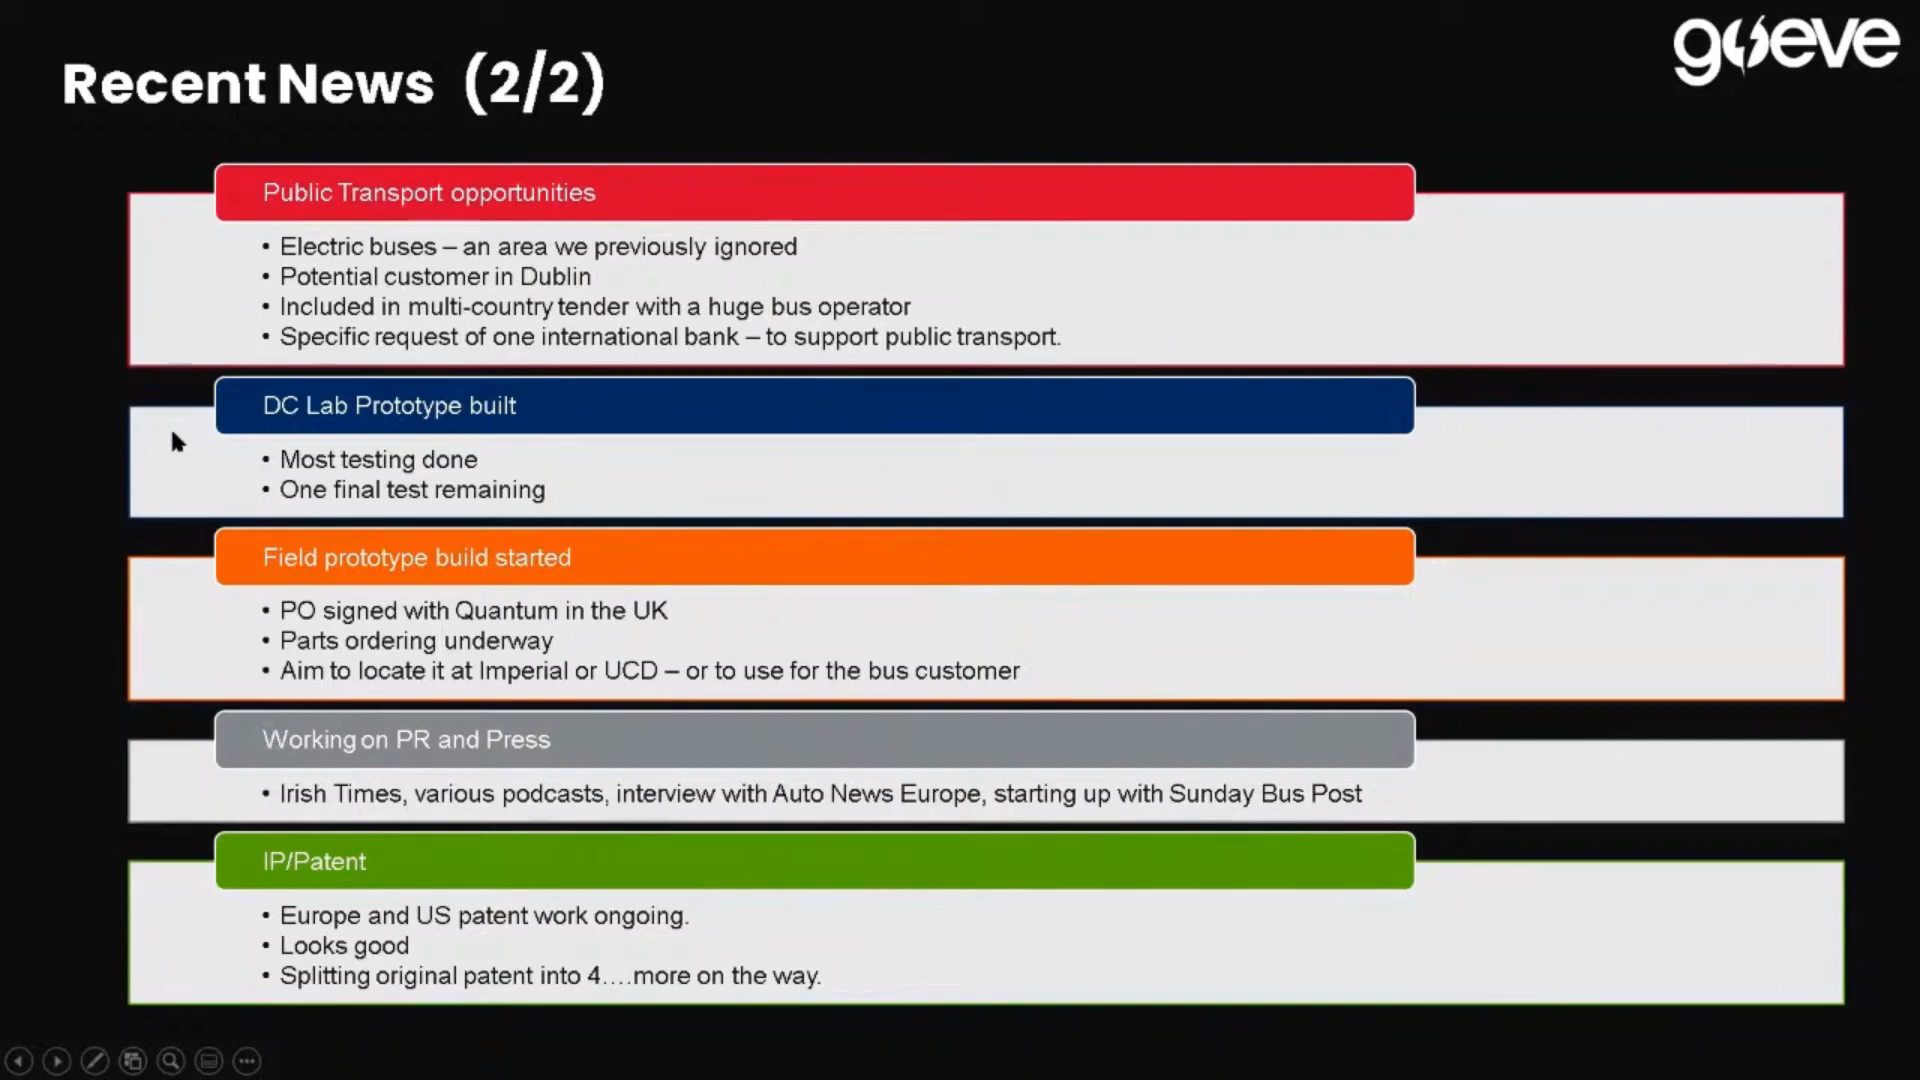 goeve
Recent News (2/2)
Public Transport opportunities
• Electric buses – an area we previously ignored
• Potential customer in Dublin
• Included in multi-country tender with a huge bus operator
• Specific request of one international bank – to support public transport.
DC Lab Prototype built
• Most testing done
• One final test remaining
Field prototype build started
• PO signed with Quantum in the UK
• Parts ordering underway
• Aim to locate it at Imperial or UCD – or to use for the bus customer
Working on PR and Press
• Irish Times, various podcasts, interview with Auto News Europe, starting up with Sunday Bus Post
IP/Patent
• Europe and US patent work ongoing.
• Looks good
• Splitting original patent into 4….more on the way.